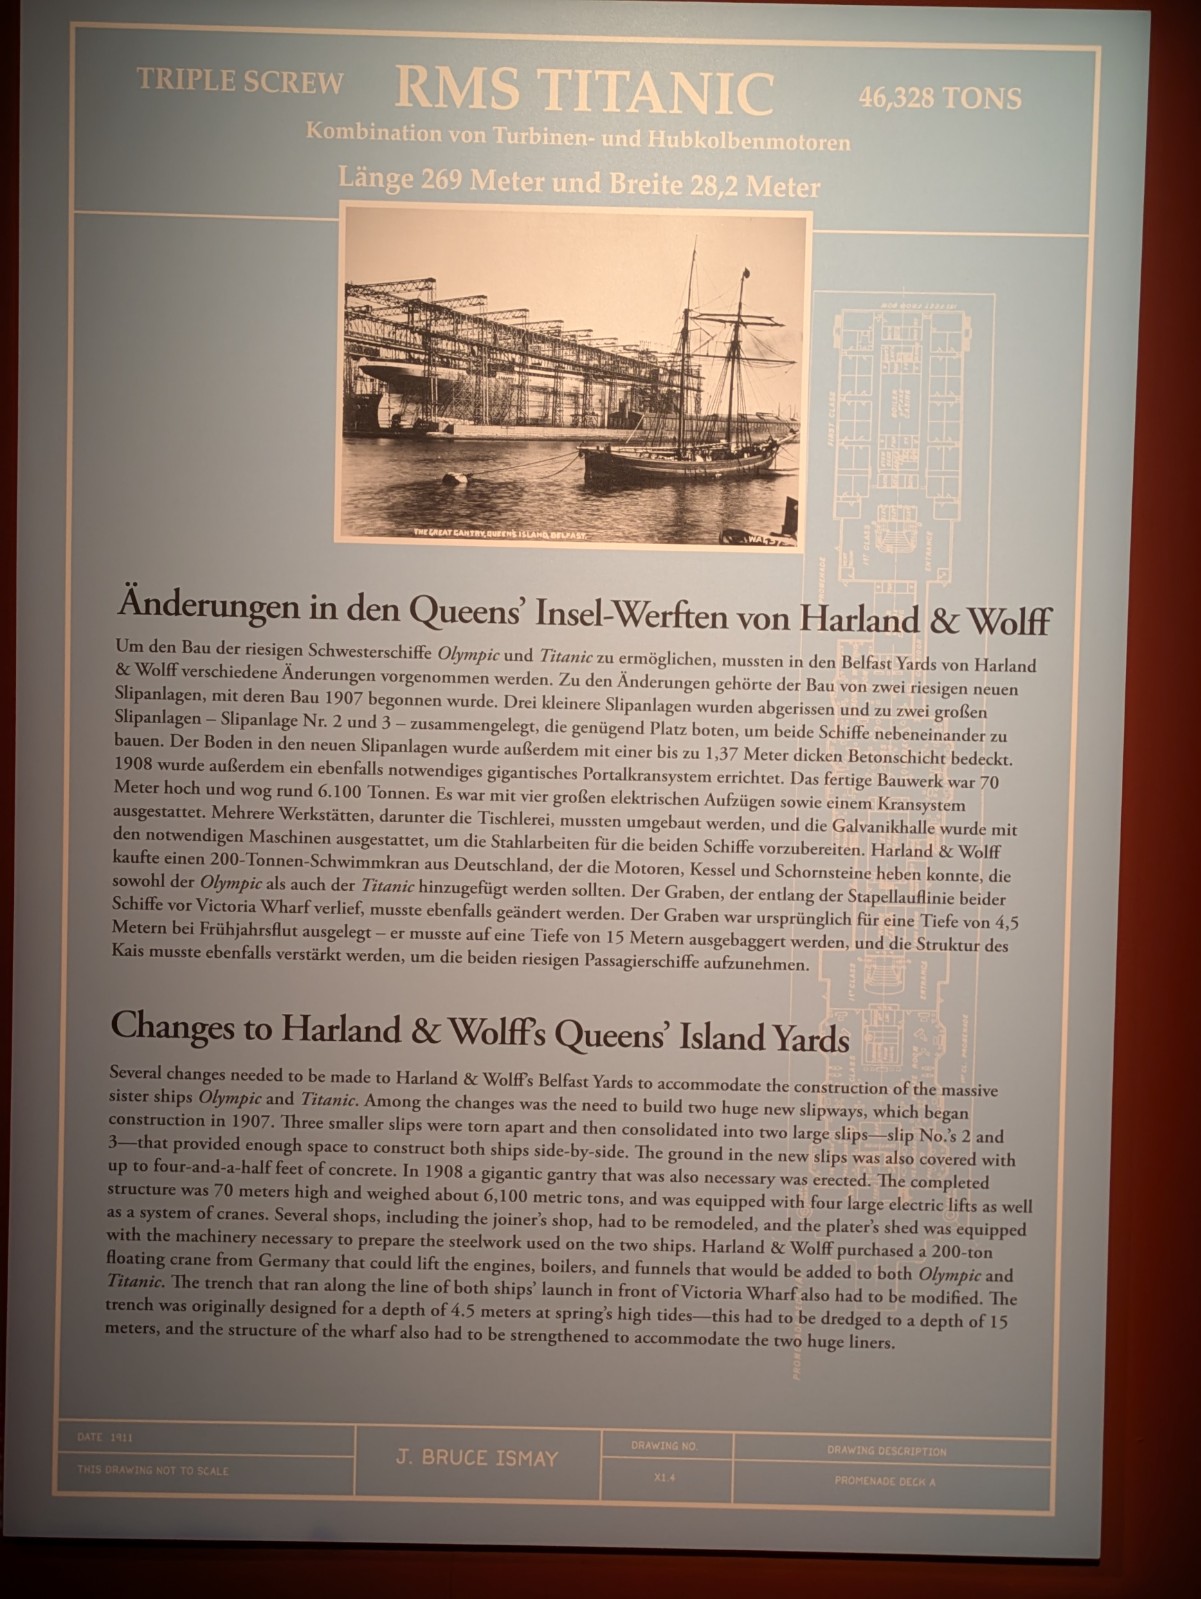 TRIPLE SCREW
RMS TITANIC
46,328 TONS
Kombination von Turbinen- und Hubkolbenmotoren
Länge 269 Meter und Breite 28,2 Meter
THE GREAT GANTRY, QUEENS ISLAND, BELFAST.
FIRST CLASS
1ST CLASS
ENTRANCE
PROMENADE
Änderungen in den Queens’ Insel-Werften von Harland & Wolff
Um den Bau der riesigen Schwesterschiffe Olympic und Titanic zu ermöglichen, mussten in den Belfast Yards von Harland
& Wolff verschiedene Änderungen vorgenommen werden. Zu den Änderungen gehörte der Bau von zwei riesigen neuen
Slipanlagen, mit deren Bau 1907 begonnen wurde. Drei kleinere Slipanlagen wurden abgerissen und zu zwei großen
Slipanlagen – Slipanlage Nr. 2 und 3 – zusammengelegt, die genügend Platz boten, um beide Schiffe nebeneinander zu
bauen. Der Boden in den neuen Slipanlagen wurde außerdem mit einer bis zu 1,37 Meter dicken Betonschicht bedeckt.
1908 wurde außerdem ein ebenfalls notwendiges gigantisches Portalkransystem errichtet. Das fertige Bauwerk war 70
Meter hoch und wog rund 6.100 Tonnen. Es war mit vier großen elektrischen Aufzügen sowie einem Kransystem
ausgestattet. Mehrere Werkstätten, darunter die Tischlerei, mussten umgebaut werden, und die Galvanikhalle wurde mit
den notwendigen Maschinen ausgestattet, um die Stahlarbeiten für die beiden Schiffe vorzubereiten. Harland & Wolff
kaufte einen 200-Tonnen-Schwimmkran aus Deutschland, der die Motoren, Kessel und Schornsteine heben konnte, die
sowohl der Olympic als auch der Titanic hinzugefügt werden sollten. Der Graben, der entlang der Stapellauflinie beider
Schiffe vor Victoria Wharf verlief, musste ebenfalls geändert werden. Der Graben war ursprünglich für eine Tiefe von 4,5
Metern bei Frühjahrsflut ausgelegt – er musste auf eine Tiefe von 15 Metern ausgebaggert werden, und die Struktur des
Kais musste ebenfalls verstärkt werden, um die beiden riesigen Passagierschiffe aufzunehmen.
1ST CLASS
ENTRANCE
Changes to Harland & Wolff’s Queens’ Island Yards
Several changes needed to be made to Harland & Wolff’s Belfast Yards to accommodate the construction of the massive
sister ships Olympic and Titanic. Among the changes was the need to build two huge new slipways, which began
construction in 1907. Three smaller slips were torn apart and then consolidated into two large slips—slip No.’s 2 and
3—that provided enough space to construct both ships side-by-side. The ground in the new slips was also covered with
up to four-and-a-half feet of concrete. In 1908 a gigantic gantry that was also necessary was erected. The completed
structure was 70 meters high and weighed about 6,100 metric tons, and was equipped with four large electric lifts as well
as a system of cranes. Several shops, including the joiner’s shop, had to be remodeled, and the plater’s shed was equipped
with the machinery necessary to prepare the steelwork used on the two ships. Harland & Wolff purchased a 200-ton
floating crane from Germany that could lift the engines, boilers, and funnels that would be added to both Olympic and
Titanic. The trench that ran along the line of both ships’ launch in front of Victoria Wharf also had to be modified. The
trench was originally designed for a depth of 4.5 meters at spring’s high tides—this had to be dredged to a depth of 15
meters, and the structure of the wharf also had to be strengthened to accommodate the two huge liners.
DATE 1911
THIS DRAWING NOT TO SCALE
J. BRUCE ISMAY
DRAWING NO.
X1.4
DRAWING DESCRIPTION
PROMENADE DECK A